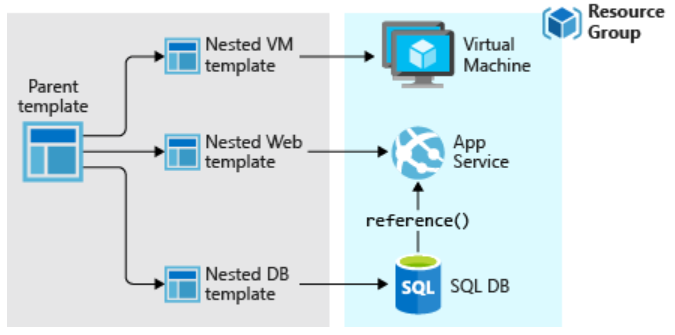 Resource
Group
Nested VM
template
Virtual
Machine
Parent
template
Nested Web
template
App
Service
reference()
Nested DB
template
SQL
SQL DB